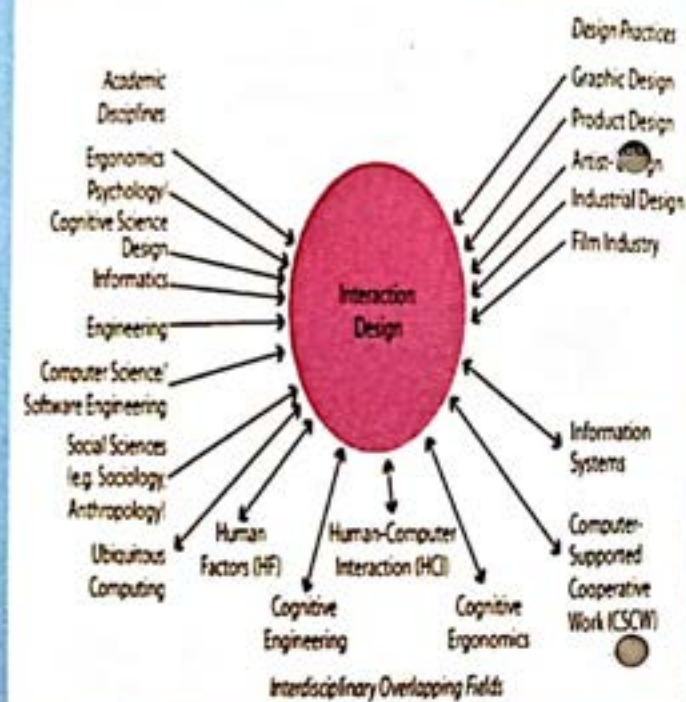 Academic
Disciplines
Ergonomics
Psychology/
Cognitive Science
Design
Informatics
Engineering
Computer Science/
Software Engineering
Social Sciences
(e.g. Sociology,
Anthropology)
Ubiquitous
Computing
Human
Factors (HF)
Cognitive
Engineering
Human-Computer
Interaction (HCI)
Cognitive
Ergonomics
Interaction
Design
Design Practices
Graphic Design
Product Design
Artist-
Industrial Design
Film Industry
Information
Systems
Computer-
Supported
Cooperative
Work (CSCW)
Interdisciplinary Overlapping Fields